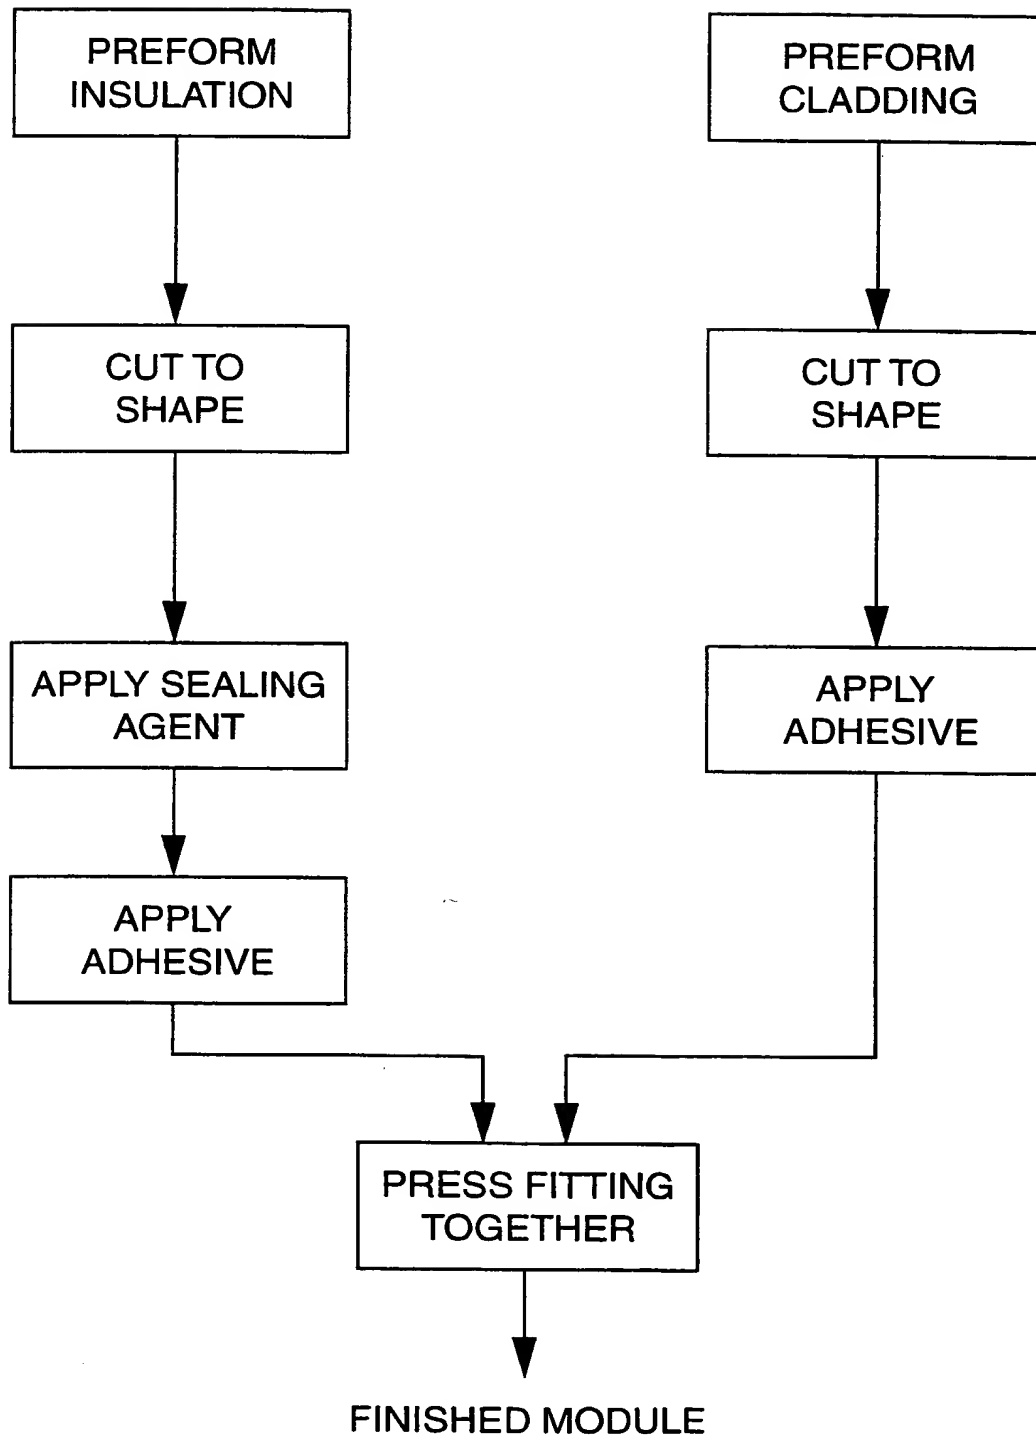 PREFORM
INSULATION
PREFORM
CLADDING
CUT TO
SHAPE
CUT TO
SHAPE
APPLY SEALING
AGENT
APPLY
ADHESIVE
APPLY
ADHESIVE
PRESS FITTING
TOGETHER
FINISHED MODULE